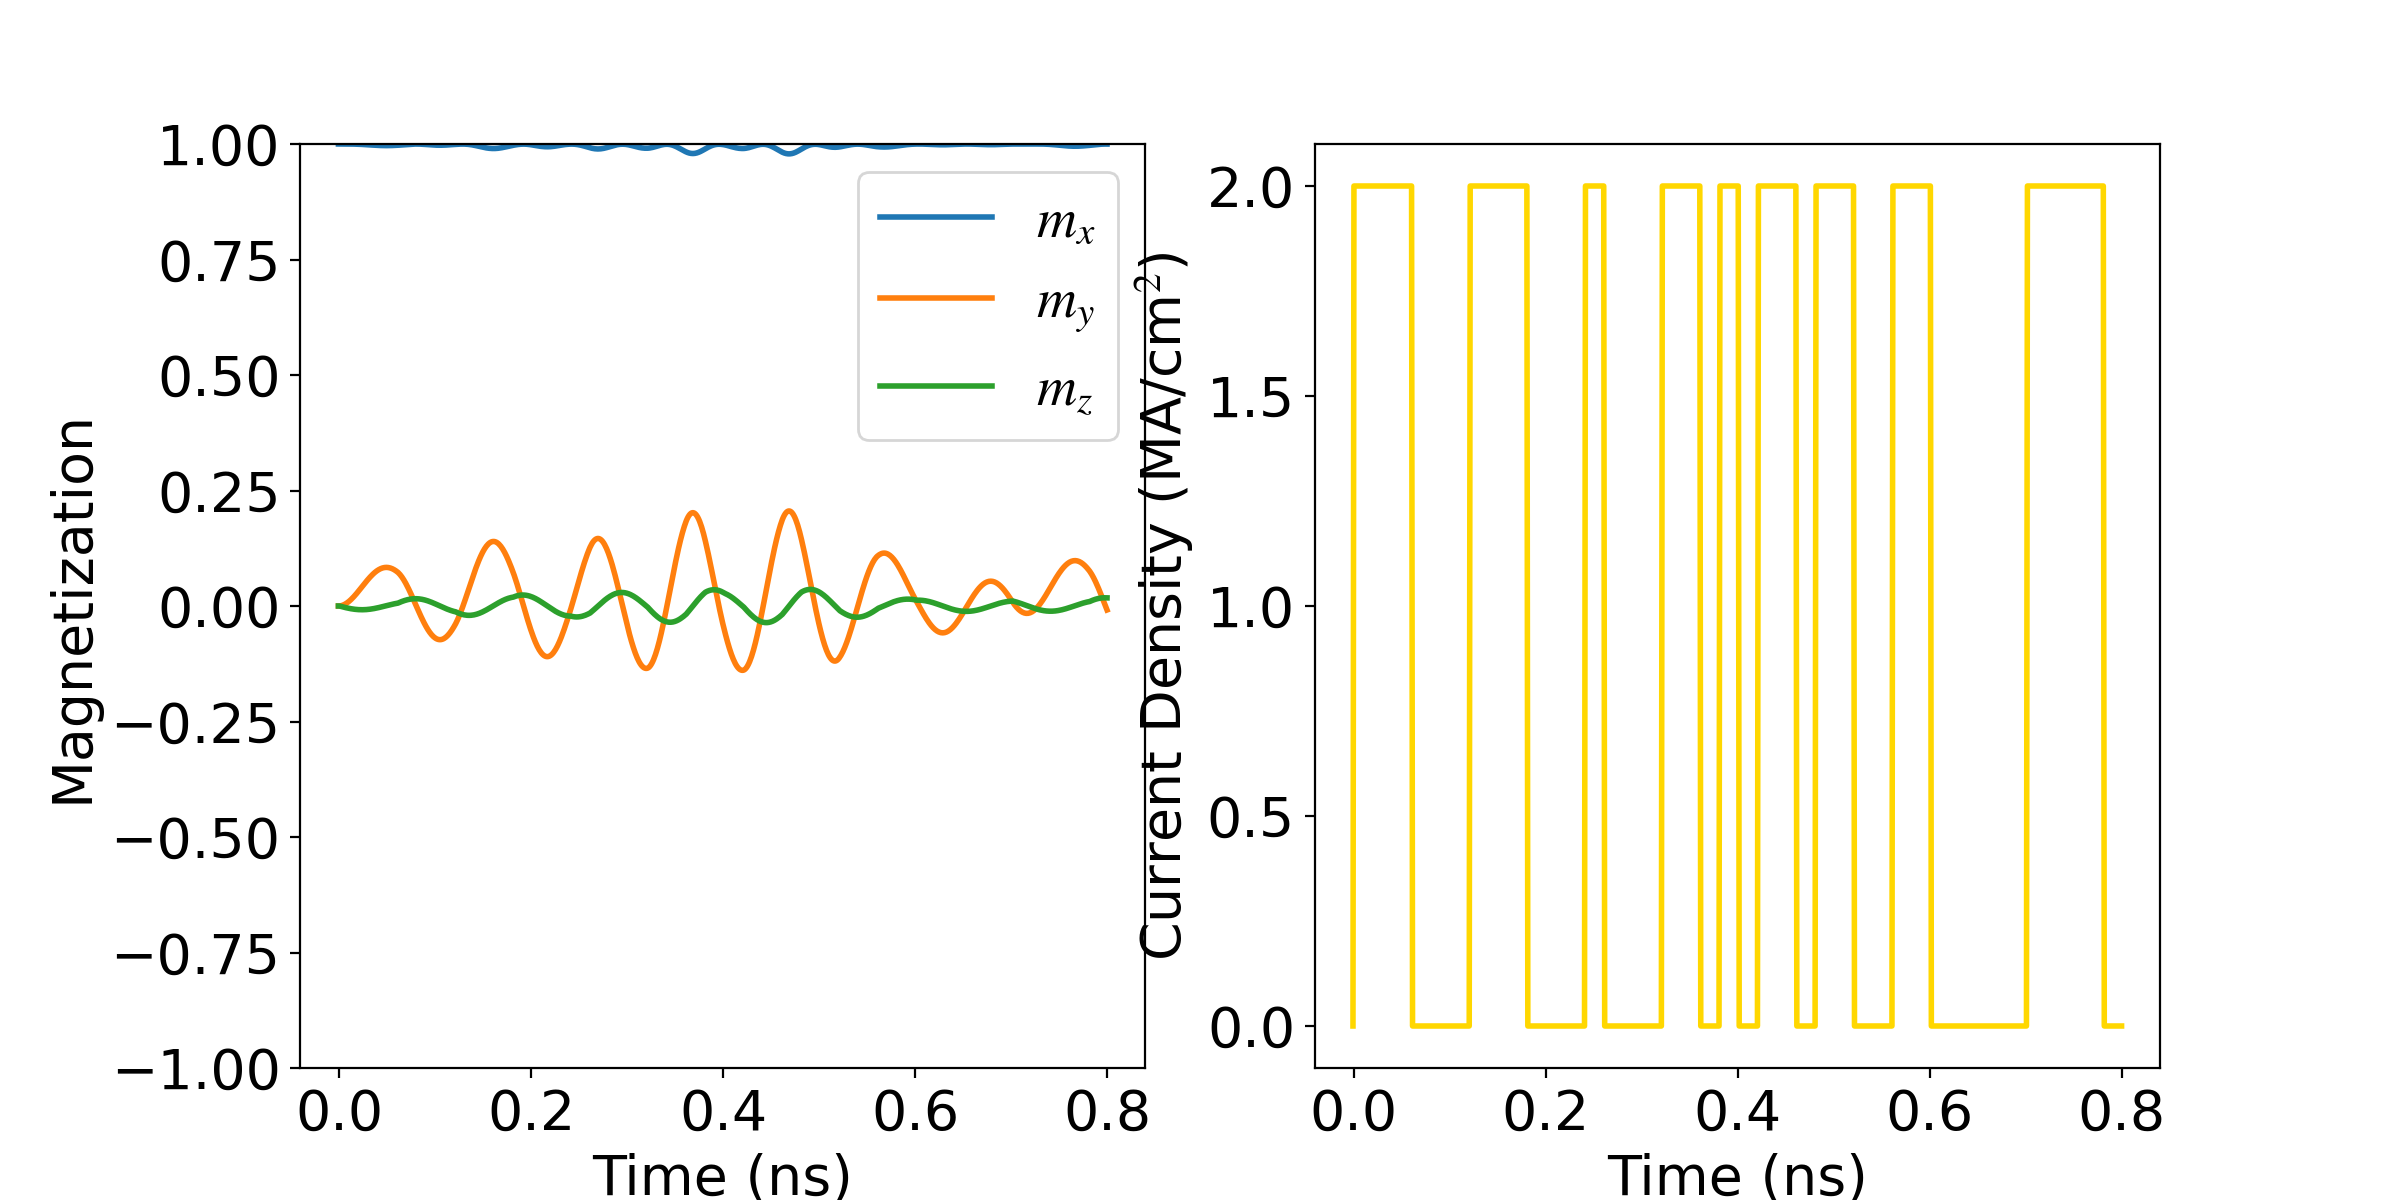 1.00
0.75
0.50
0.25
0.00
−0.25
−0.50
−0.75
−1.00
Magnetization
0.0 0.2 0.4 0.6 0.8
Time (ns)
m_x
m_y
m_z
2.0
1.5
1.0
0.5
0.0
Current Density (MA/cm²)
0.0 0.2 0.4 0.6 0.8
Time (ns)